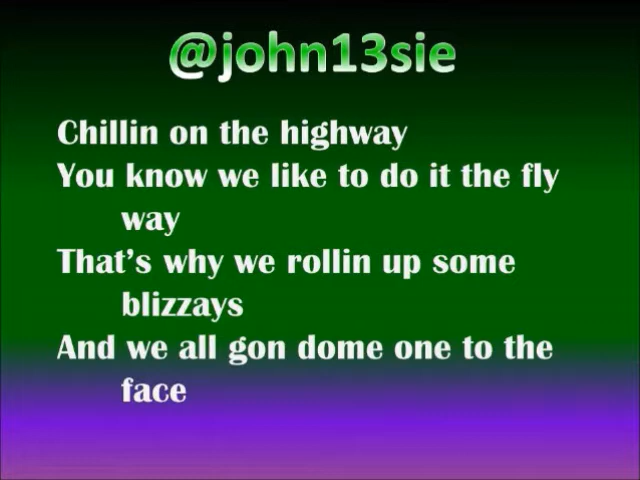 @john13sie
Chillin on the highway
You know we like to do it the fly
way
That's why we rollin up some
blizzays
And we all gon dome one to the
face